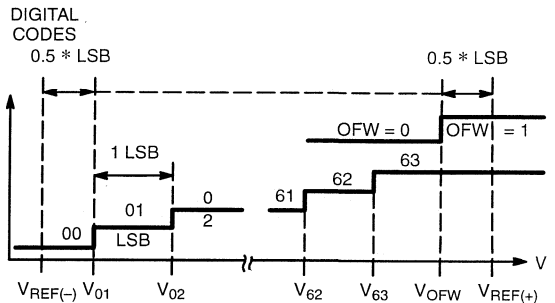 DIGITAL
CODES
0.5 * LSB
0.5 * LSB
OFW = 0
OFW = 1
1 LSB
63
62
61
0
2
01
00
LSB
V
VREF(–)
V01
V02
V62
V63
VOFW
VREF(+)